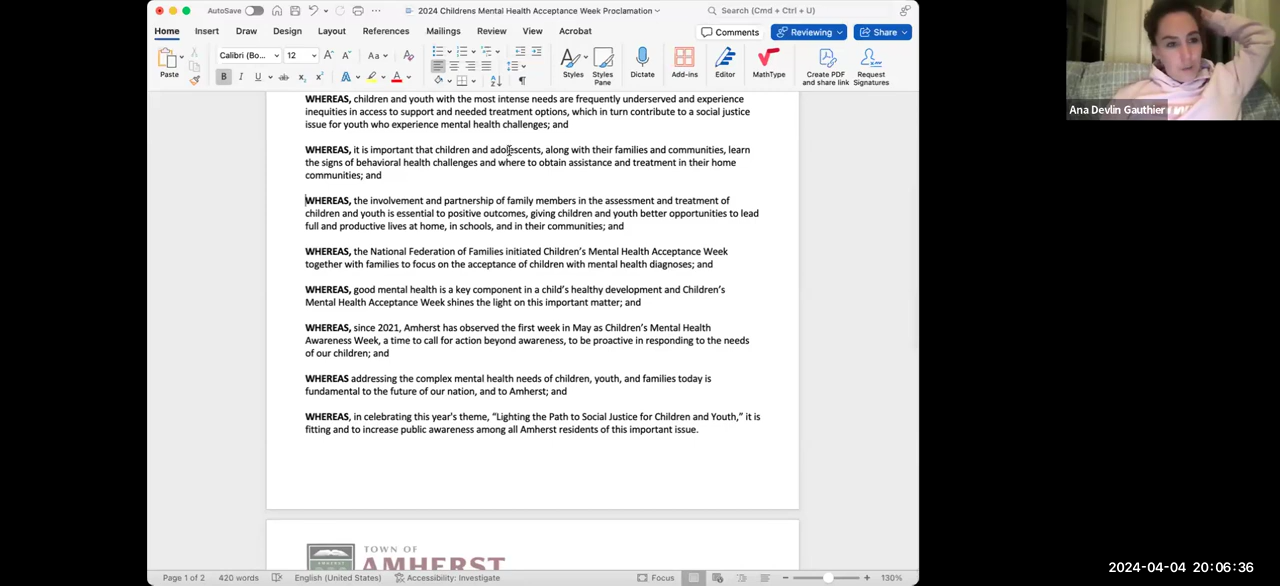 AutoSave
2024 Childrens Mental Health Acceptance Week Proclamation
Search (Cmd + Ctrl + U)
Home Insert Draw Design Layout References Mailings Review View Acrobat Comments Reviewing Share
Calibri (Bo... 12
Paste Styles Styles Pane Dictate Add-ins Editor MathType Create PDF and share link Request Signatures
WHEREAS, children and youth with the most intense needs are frequently underserved and experience
inequities in access to support and needed treatment options, which in turn contribute to a social justice
issue for youth who experience mental health challenges; and
WHEREAS, it is important that children and adolescents, along with their families and communities, learn
the signs of behavioral health challenges and where to obtain assistance and treatment in their home
communities; and
WHEREAS, the involvement and partnership of family members in the assessment and treatment of
children and youth is essential to positive outcomes, giving children and youth better opportunities to lead
full and productive lives at home, in schools, and in their communities; and
WHEREAS, the National Federation of Families initiated Children's Mental Health Acceptance Week
together with families to focus on the acceptance of children with mental health diagnoses; and
WHEREAS, good mental health is a key component in a child's healthy development and Children's
Mental Health Acceptance Week shines the light on this important matter; and
WHEREAS, since 2021, Amherst has observed the first week in May as Children's Mental Health
Awareness Week, a time to call for action beyond awareness, to be proactive in responding to the needs
of our children; and
WHEREAS addressing the complex mental health needs of children, youth, and families today is
fundamental to the future of our nation, and to Amherst; and
WHEREAS, in celebrating this year's theme, "Lighting the Path to Social Justice for Children and Youth," it is
fitting and to increase public awareness among all Amherst residents of this important issue.
TOWN OF
AMHERST
Page 1 of 2 420 words English (United States) Accessibility: Investigate Focus 130%
Ana Devlin Gauthier
2024-04-04 20:06:36